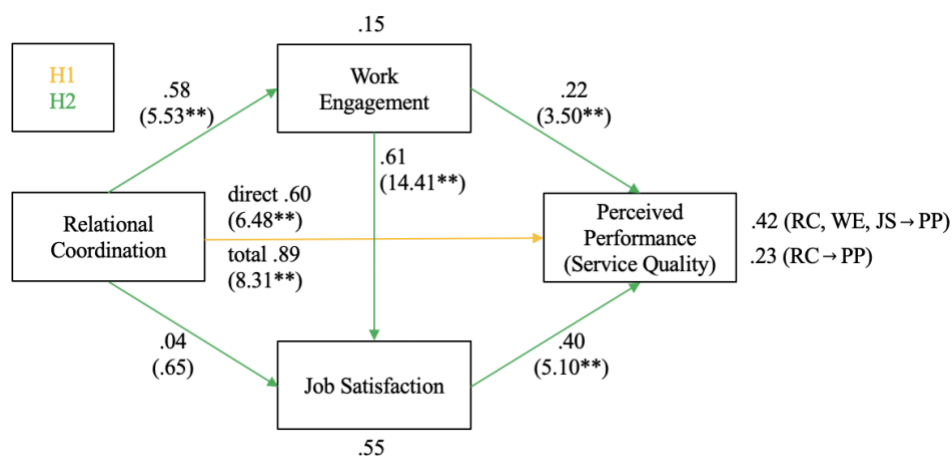 H1
H2
.15
Work
Engagement
.58
(5.53**)
.22
(3.50**)
.61
(14.41**)
Relational
Coordination
direct .60
(6.48**)
total .89
(8.31**)
Perceived
Performance
(Service Quality)
.42 (RC, WE, JS→PP)
.23 (RC→PP)
.04
(.65)
Job Satisfaction
.40
(5.10**)
.55